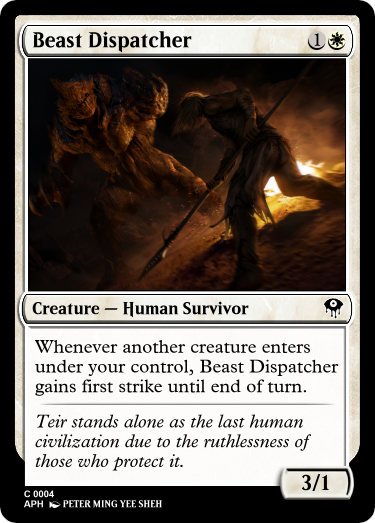 Beast Dispatcher 1
Creature — Human Survivor
Whenever another creature enters
under your control, Beast Dispatcher
gains first strike until end of turn.
Teir stands alone as the last human
civilization due to the ruthlessness of
those who protect it.
3/1
C 0004
APH PETER MING YEE SHEH